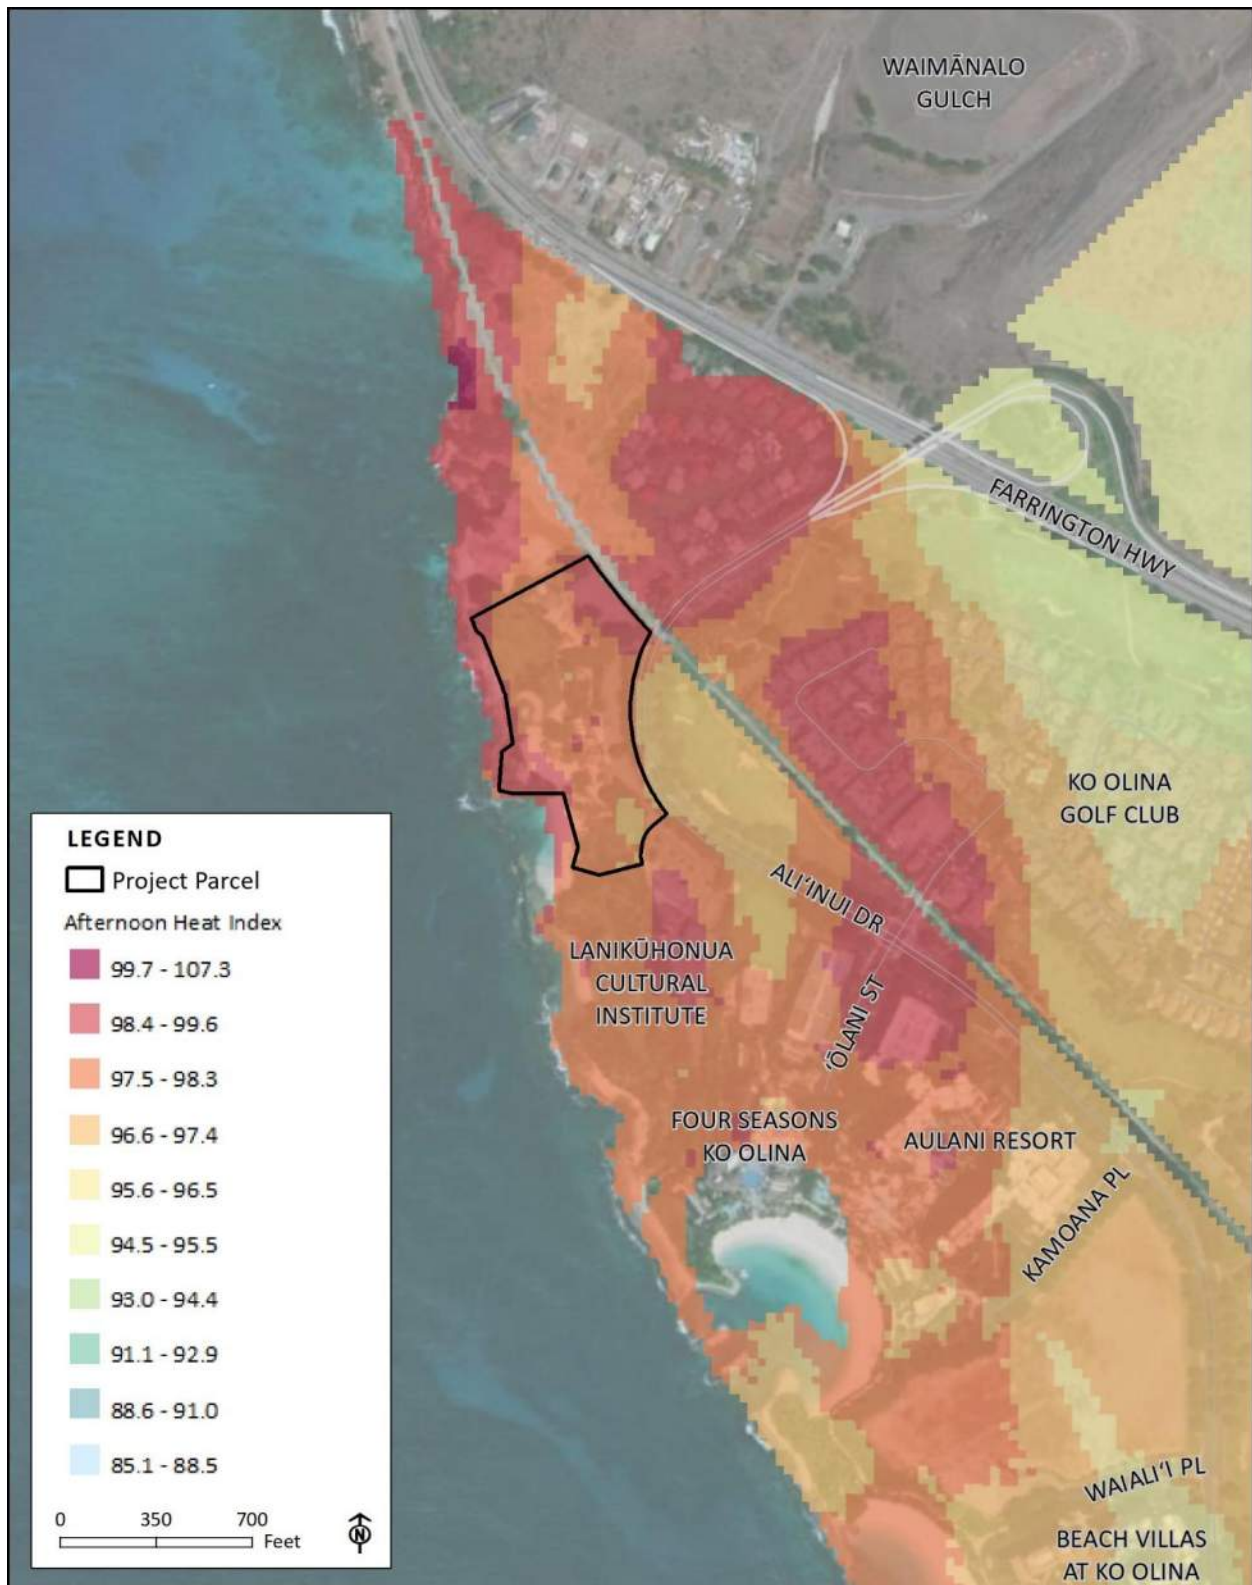 WAIMĀNALO
GULCH
FARRINGTON HWY
KO OLINA
GOLF CLUB
ALI‘INUI DR
LANIKŪHONUA
CULTURAL
INSTITUTE
‘ŌLANI ST
FOUR SEASONS
KO OLINA
AULANI RESORT
KAMOANA PL
WAIALI‘I PL
BEACH VILLAS
AT KO OLINA
LEGEND
Project Parcel
Afternoon Heat Index
99.7 - 107.3
98.4 - 99.6
97.5 - 98.3
96.6 - 97.4
95.6 - 96.5
94.5 - 95.5
93.0 - 94.4
91.1 - 92.9
88.6 - 91.0
85.1 - 88.5
0 350 700
Feet
N